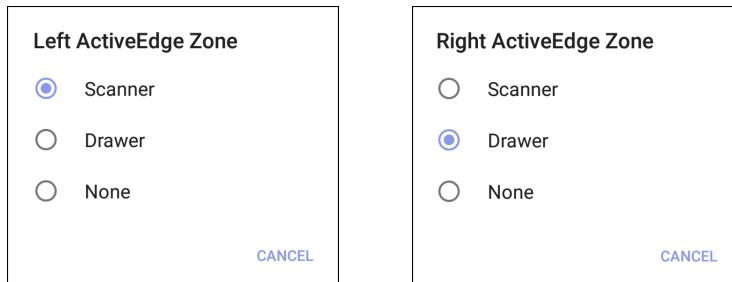 Left ActiveEdge Zone
Scanner
Drawer
None
CANCEL
Right ActiveEdge Zone
Scanner
Drawer
None
CANCEL